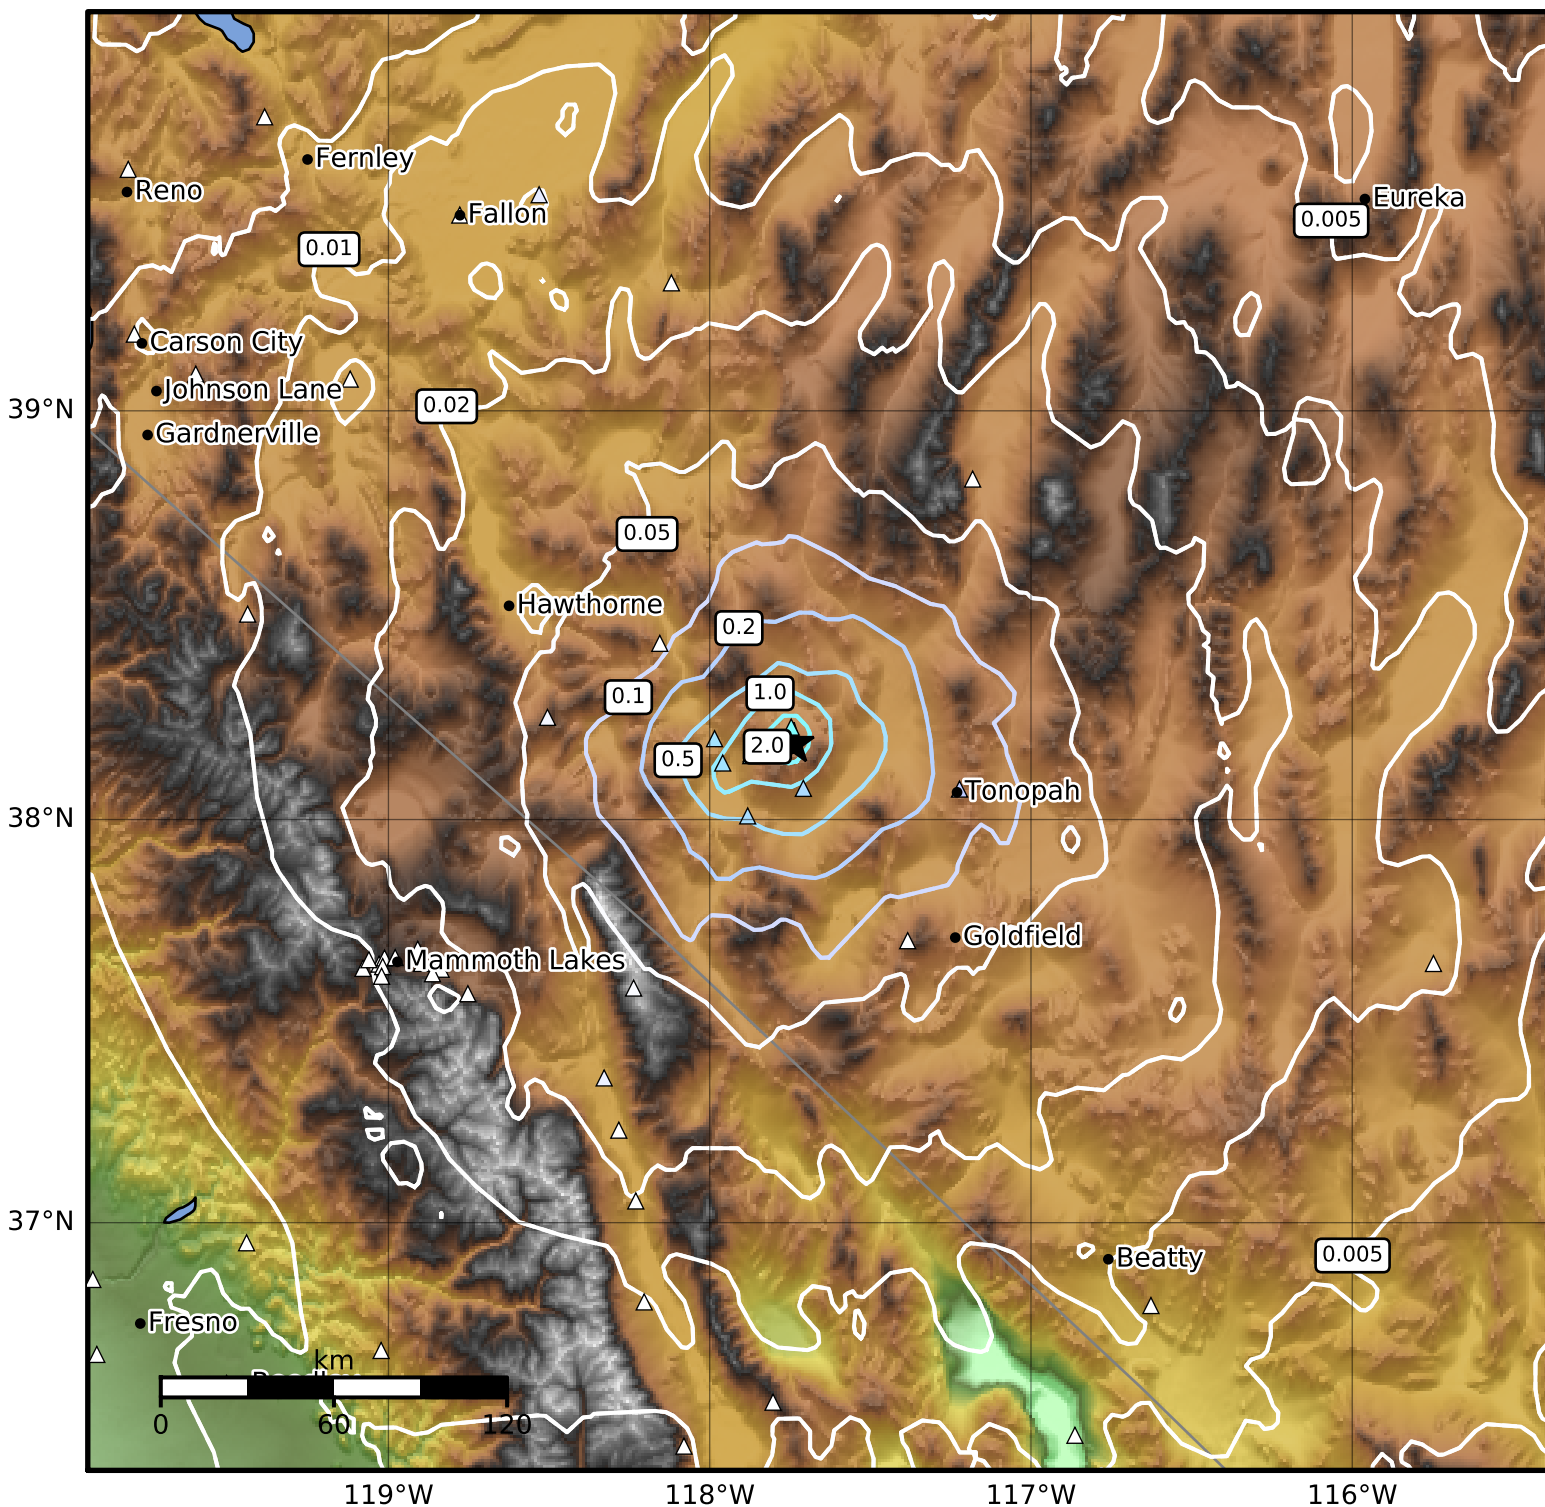 Fernley
Reno
Eureka
Fallon
0.005
0.01
Carson City
Johnson Lane
0.02
39°N
Gardnerville
0.05
Hawthorne
0.2
0.1
1.0
2.0
0.5
Tonopah
38°N
Goldfield
Mammoth Lakes
37°N
Beatty
0.005
Fresno
km
0
60
120
119°W
118°W
117°W
116°W